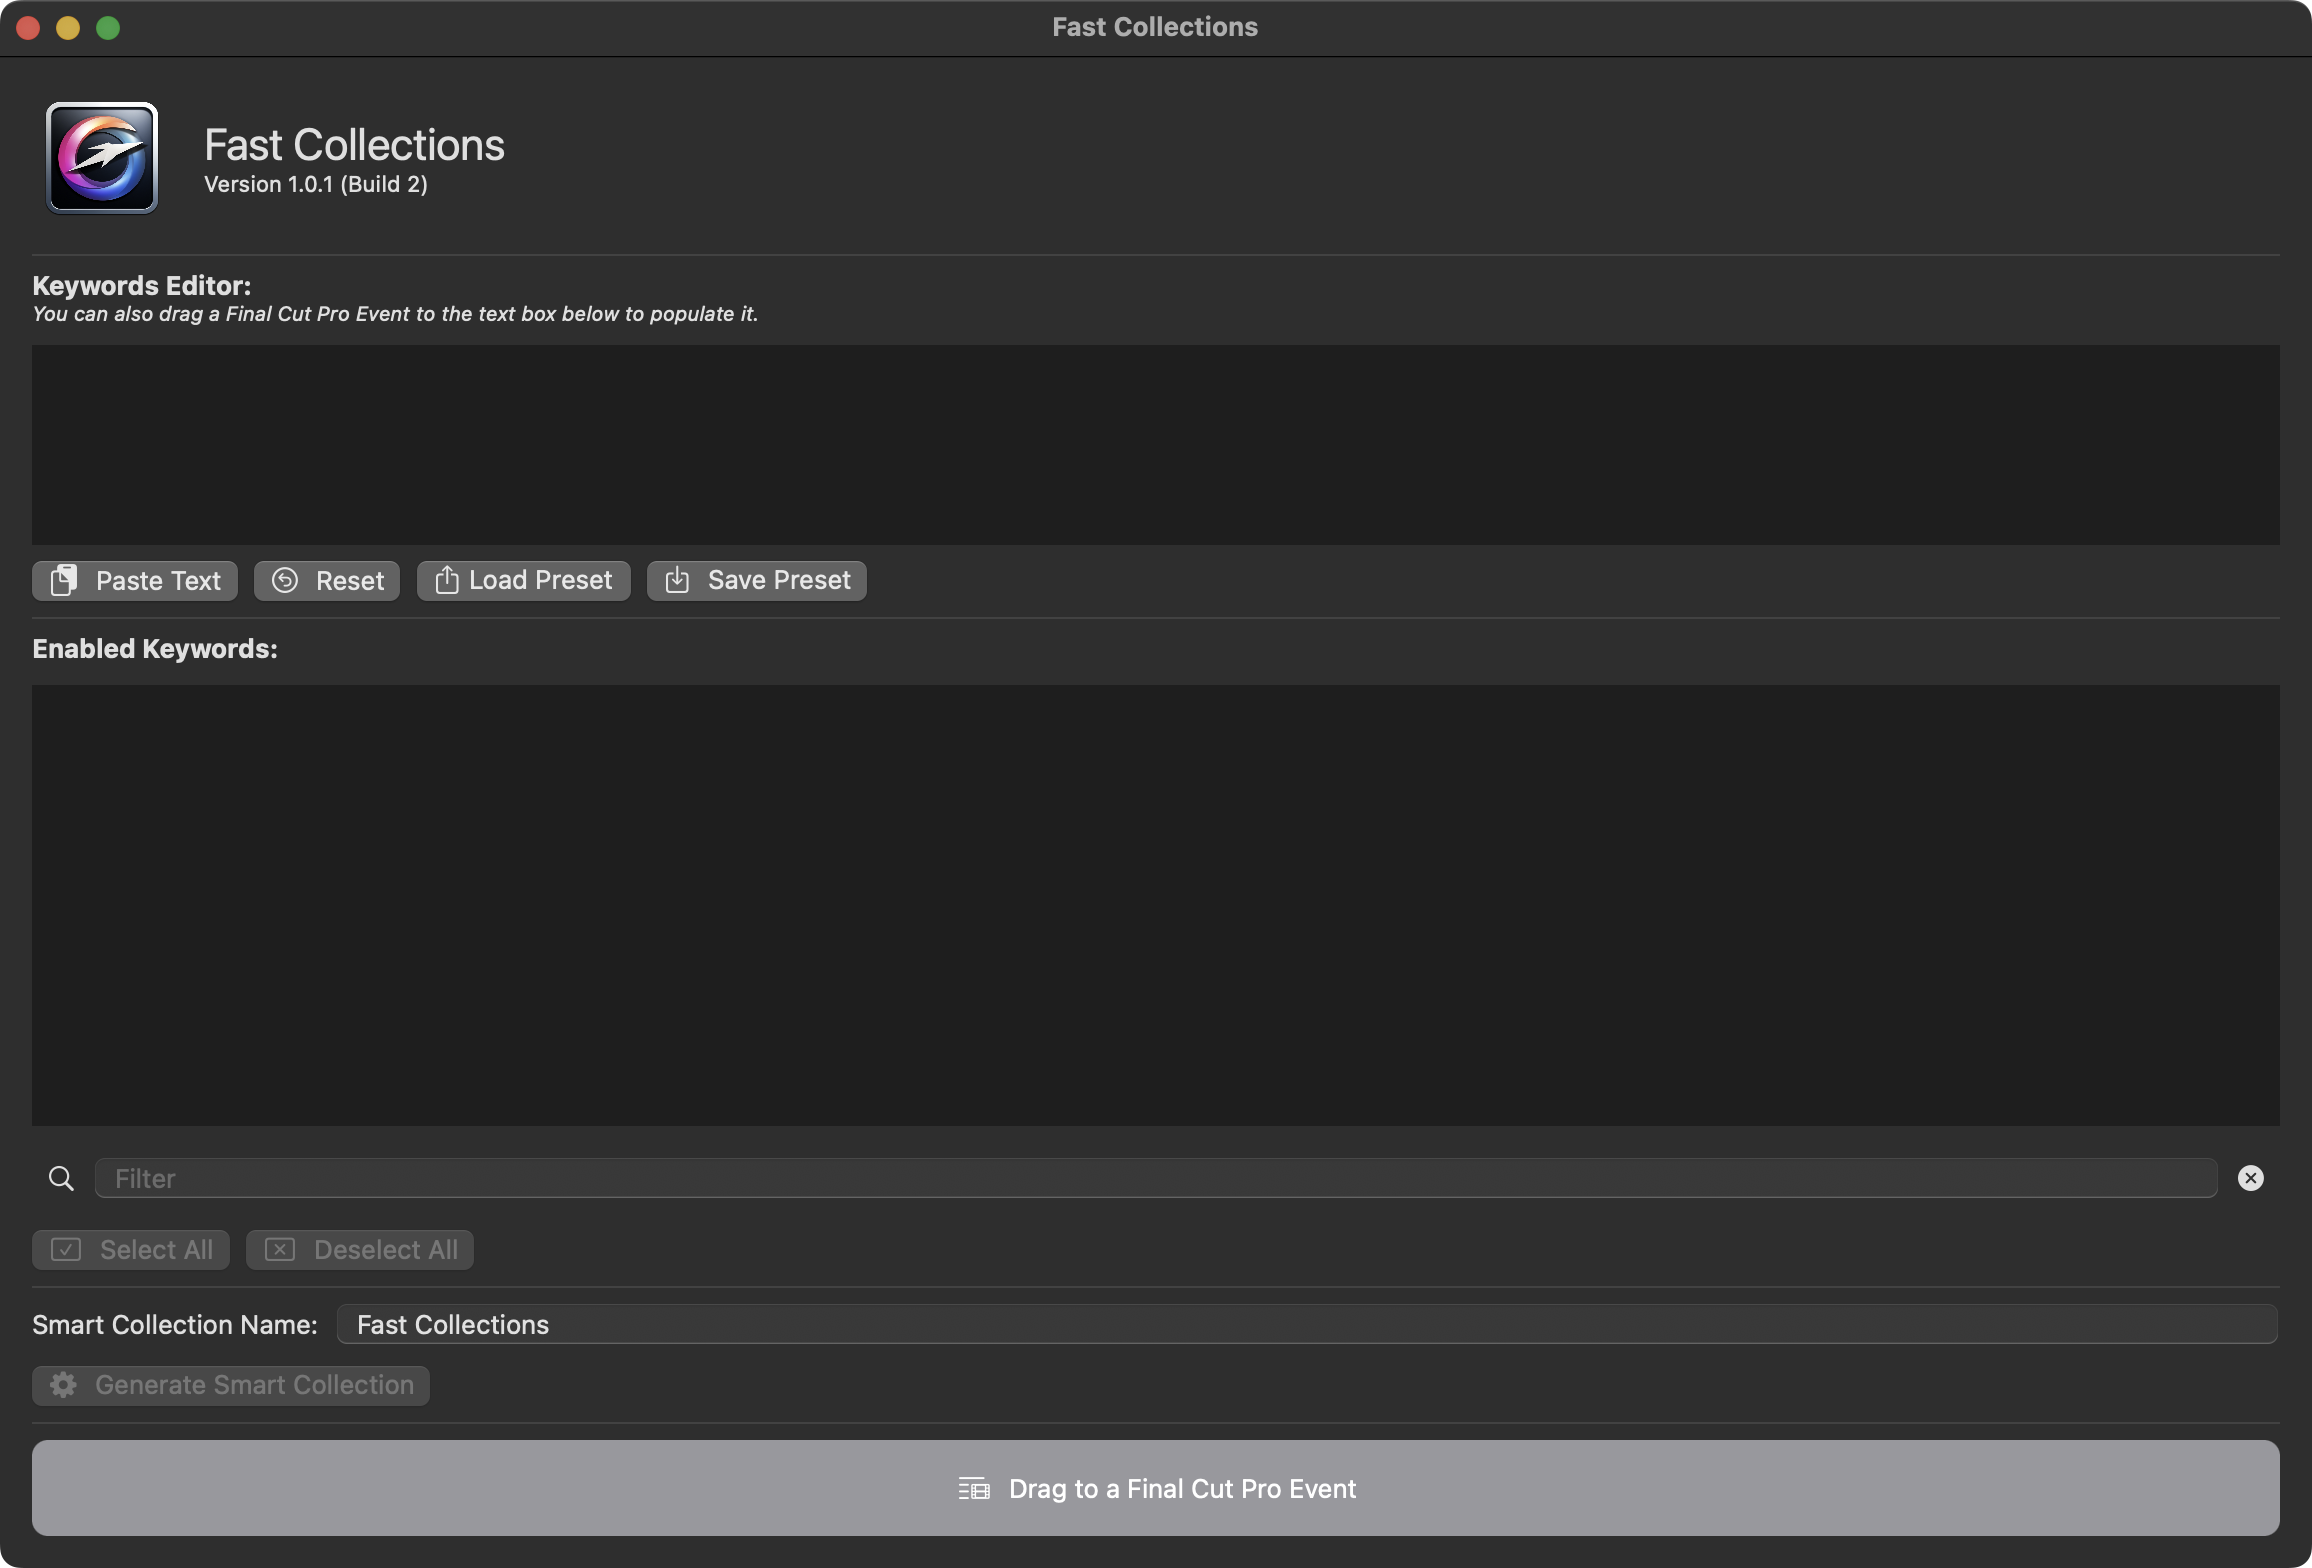 Fast Collections
Fast Collections
Version 1.0.1 (Build 2)
Keywords Editor:
You can also drag a Final Cut Pro Event to the text box below to populate it.
Paste Text
Reset
Load Preset
Save Preset
Enabled Keywords:
Filter
Select All
Deselect All
Smart Collection Name:
Fast Collections
Generate Smart Collection
Drag to a Final Cut Pro Event